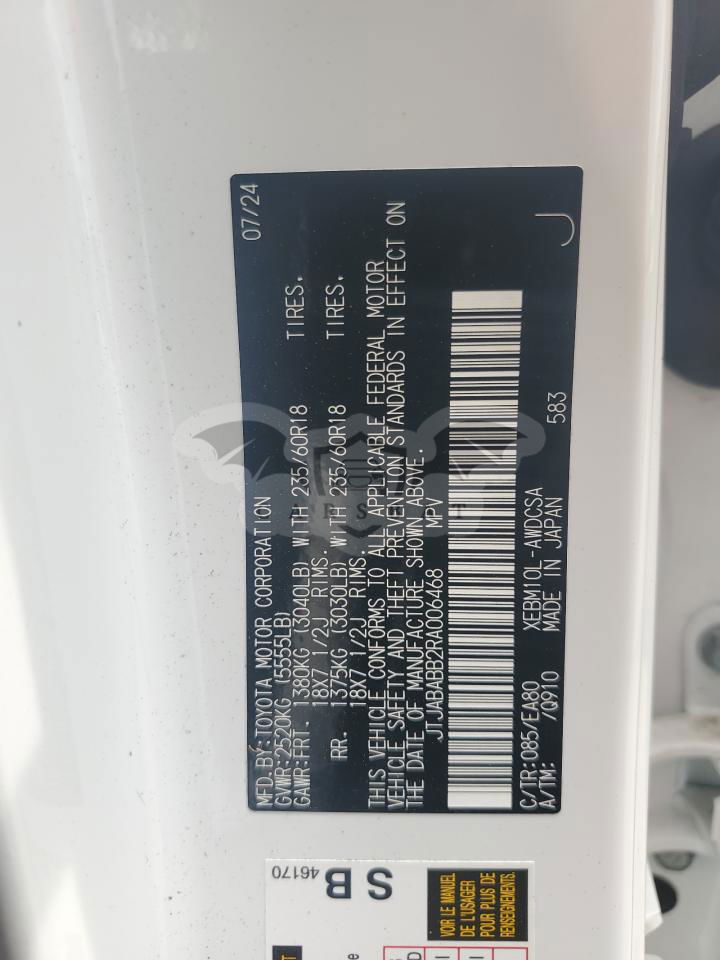 MFD.BY:TOYOTA MOTOR CORPORATION 07/24
GVWR:2520KG (5555LB)
GAWR:FRT. 1380KG (3040LB) WITH 235/60R18 TIRES.
18X7 1/2J RIMS.
RR. 1375KG (3030LB) WITH 235/60R18 TIRES.
18X7 1/2J RIMS.
THIS VEHICLE CONFORMS TO ALL APPLICABLE FEDERAL MOTOR
VEHICLE SAFETY AND THEFT PREVENTION STANDARDS IN EFFECT ON
THE DATE OF MANUFACTURE SHOWN ABOVE.
JTJABABB2RA006468 MPV
C/TR:085/EA80 XEBM10L-AWDCSA 583
A/TM: /Q910 MADE IN JAPAN
J
46170
SB
VOIR LE MANUEL
DE L'USAGER
POUR PLUS DE
RENSEIGNEMENTS.